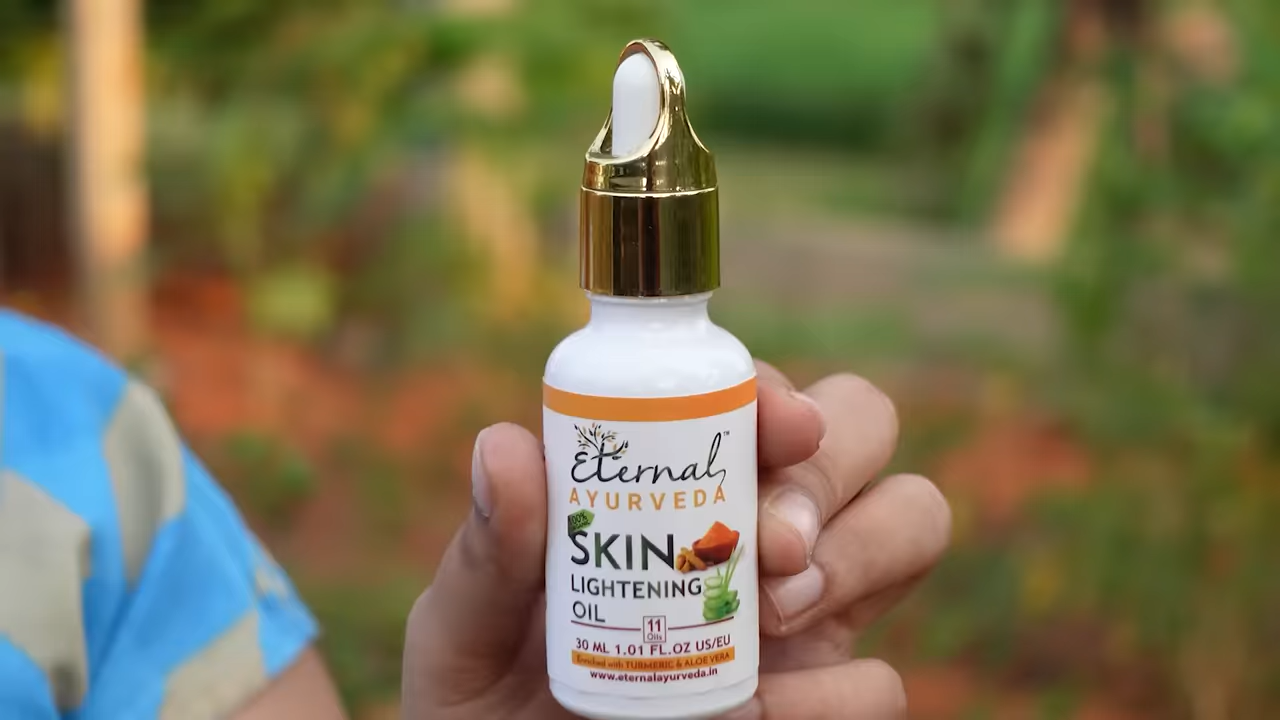 Eternal™
AYURVEDA
100%
SKIN
LIGHTENING
OIL
11
Oils
30 ML 1.01 FL.OZ US/EU
Enriched with TURMERIC & ALOE VERA
www.eternalayurveda.in